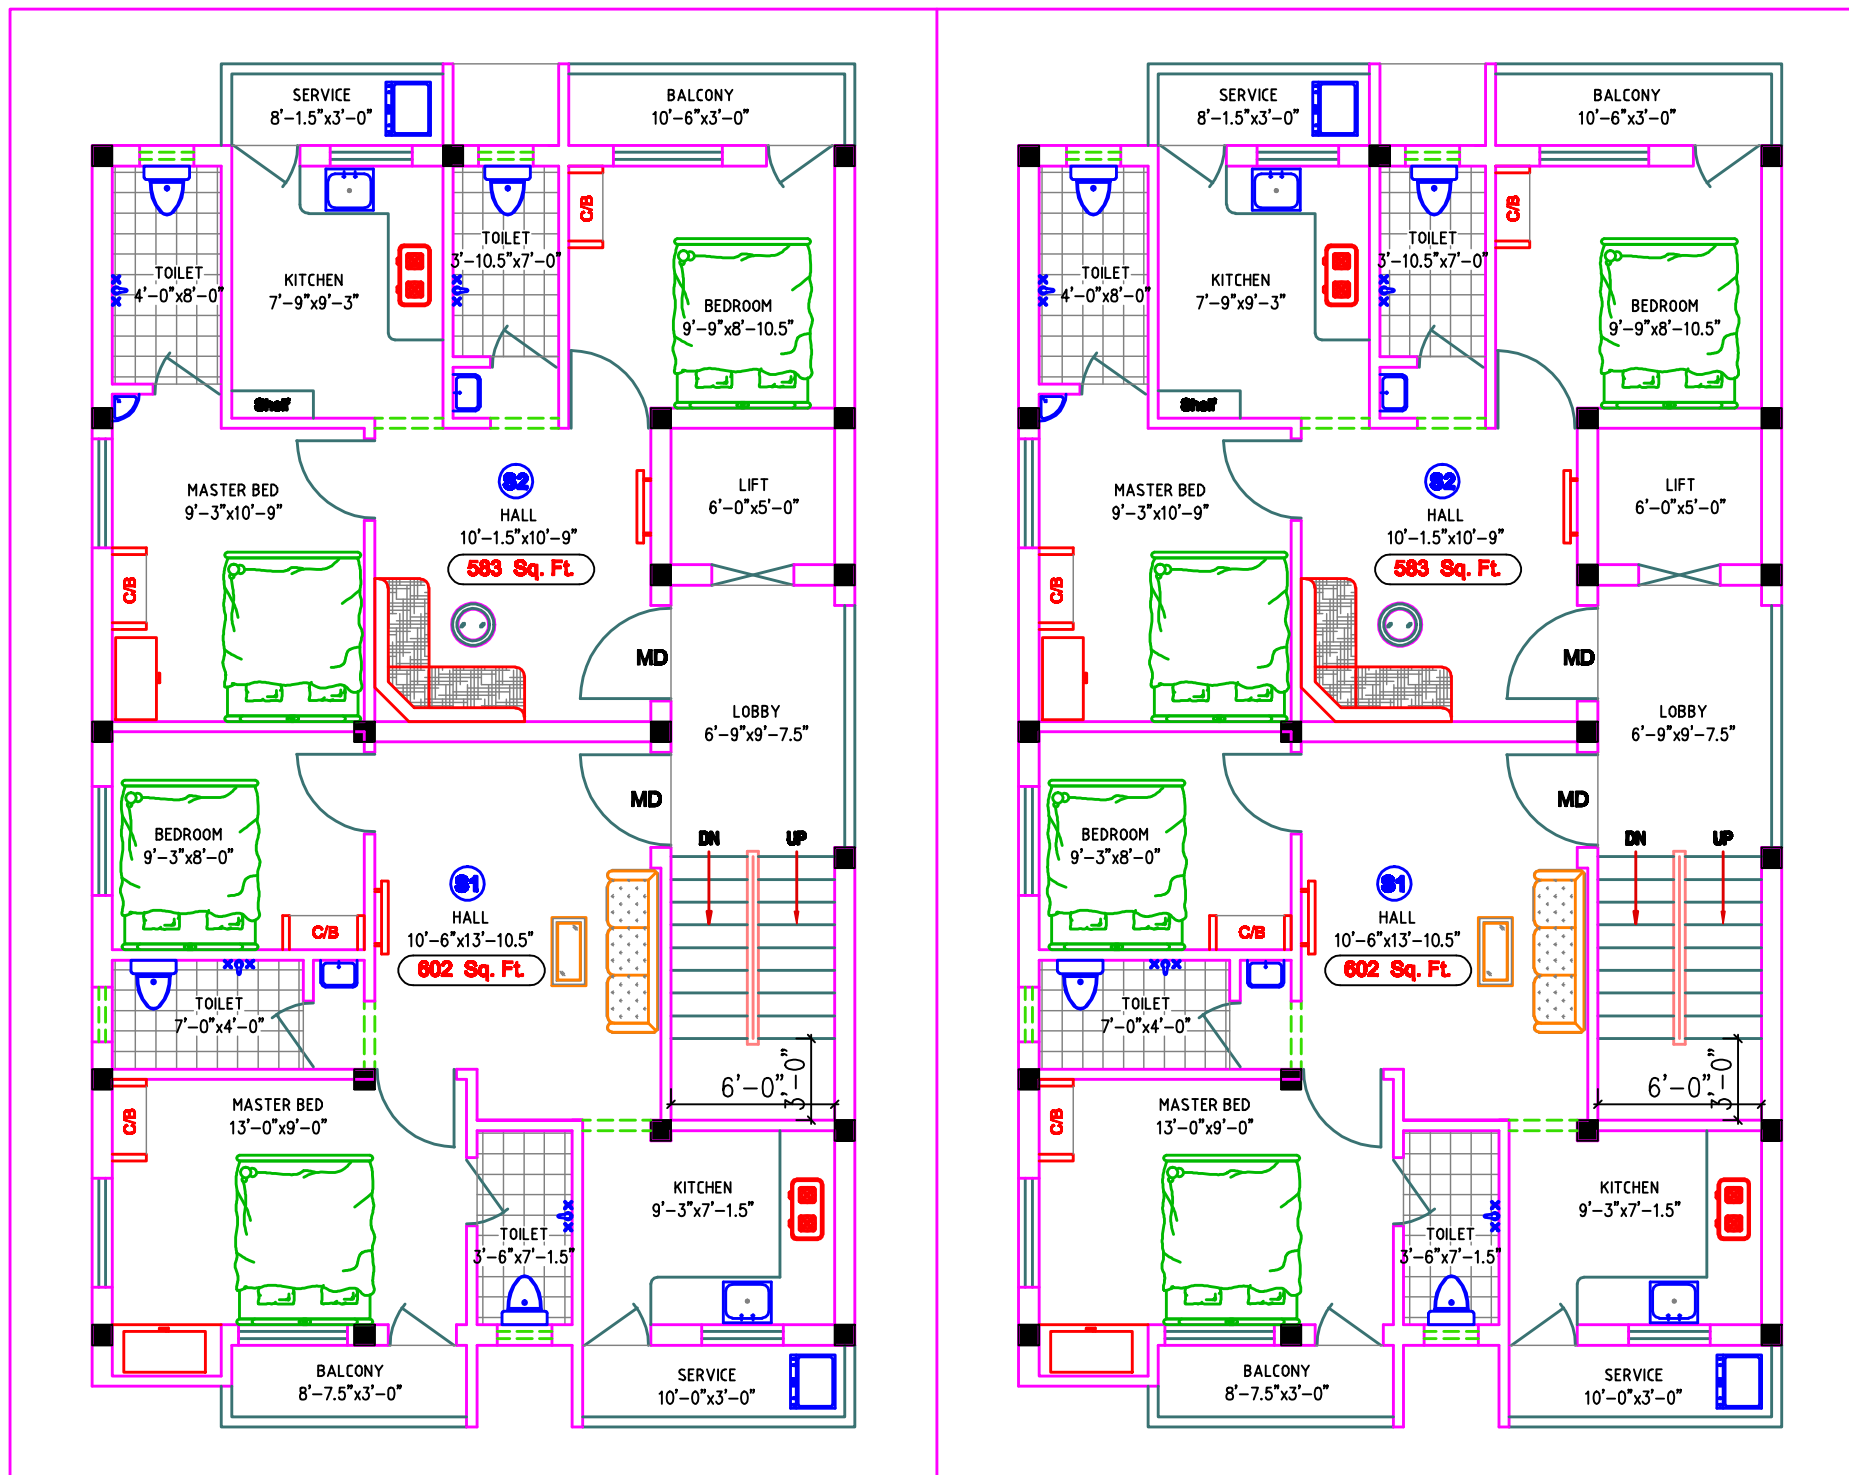 SERVICE
8'-1.5"x3'-0"
BALCONY
10'-6"x3'-0"
C/B
TOILET
3'-10.5"x7'-0"
TOILET
4'-0"x8'-0"
KITCHEN
7'-9"x9'-3"
BEDROOM
9'-9"x8'-10.5"
Shelf
MASTER BED
9'-3"x10'-9"
S2
HALL
10'-1.5"x10'-9"
583 Sq. Ft.
LIFT
6'-0"x5'-0"
C/B
MD
LOBBY
6'-9"x9'-7.5"
MD
BEDROOM
9'-3"x8'-0"
DN
UP
S1
HALL
10'-6"x13'-10.5"
602 Sq. Ft.
C/B
TOILET
7'-0"x4'-0"
6'-0"
3'-0"
C/B
MASTER BED
13'-0"x9'-0"
KITCHEN
9'-3"x7'-1.5"
TOILET
3'-6"x7'-1.5"
BALCONY
8'-7.5"x3'-0"
SERVICE
10'-0"x3'-0"
SERVICE
8'-1.5"x3'-0"
BALCONY
10'-6"x3'-0"
C/B
TOILET
3'-10.5"x7'-0"
TOILET
4'-0"x8'-0"
KITCHEN
7'-9"x9'-3"
BEDROOM
9'-9"x8'-10.5"
Shelf
MASTER BED
9'-3"x10'-9"
S2
HALL
10'-1.5"x10'-9"
583 Sq. Ft.
LIFT
6'-0"x5'-0"
C/B
MD
LOBBY
6'-9"x9'-7.5"
MD
BEDROOM
9'-3"x8'-0"
DN
UP
S1
HALL
10'-6"x13'-10.5"
602 Sq. Ft.
C/B
TOILET
7'-0"x4'-0"
6'-0"
3'-0"
C/B
MASTER BED
13'-0"x9'-0"
KITCHEN
9'-3"x7'-1.5"
TOILET
3'-6"x7'-1.5"
BALCONY
8'-7.5"x3'-0"
SERVICE
10'-0"x3'-0"